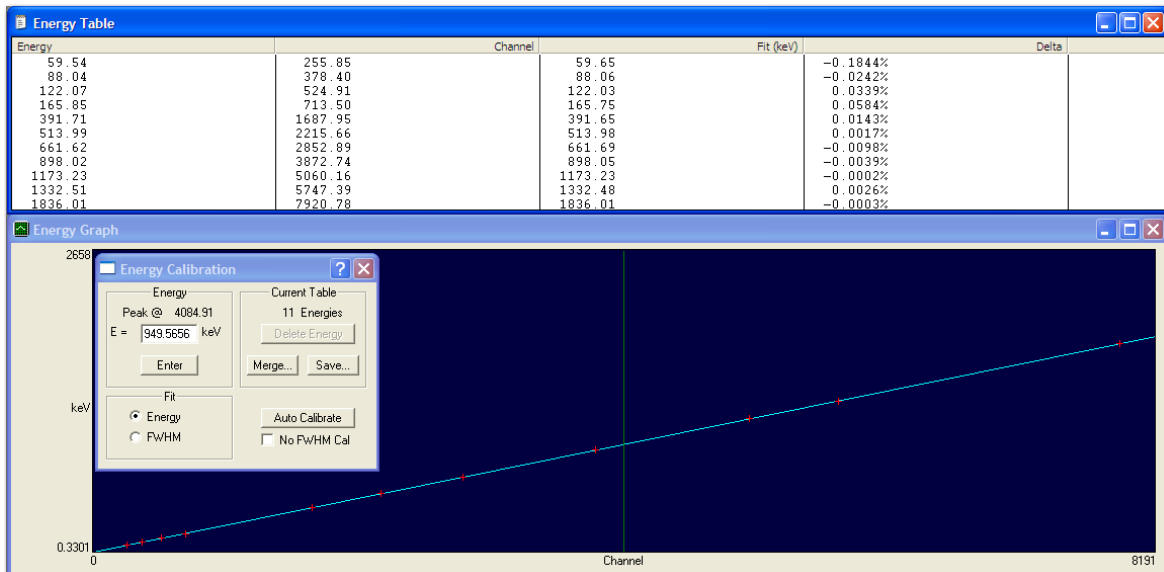 Energy Table
Energy Channel Fit (keV) Delta
59.54 255.85 59.65 -0.1844%
88.04 378.40 88.06 -0.0242%
122.07 524.91 122.03 0.0339%
165.85 713.50 165.75 0.0584%
391.71 1687.95 391.65 0.0143%
513.99 2215.66 513.98 0.0017%
661.62 2852.89 661.69 -0.0098%
898.02 3872.74 898.05 -0.0039%
1173.23 5060.16 1173.23 -0.0002%
1332.51 5747.39 1332.48 0.0026%
1836.01 7920.78 1836.01 -0.0003%
Energy Graph
2658
Energy Calibration
Energy
Peak @ 4084.91
E = 949.5656 keV
Enter
Current Table
11 Energies
Delete Energy
Merge... Save...
Fit
Energy
FWHM
Auto Calibrate
No FWHM Cal
keV
0.3301
0 Channel 8191